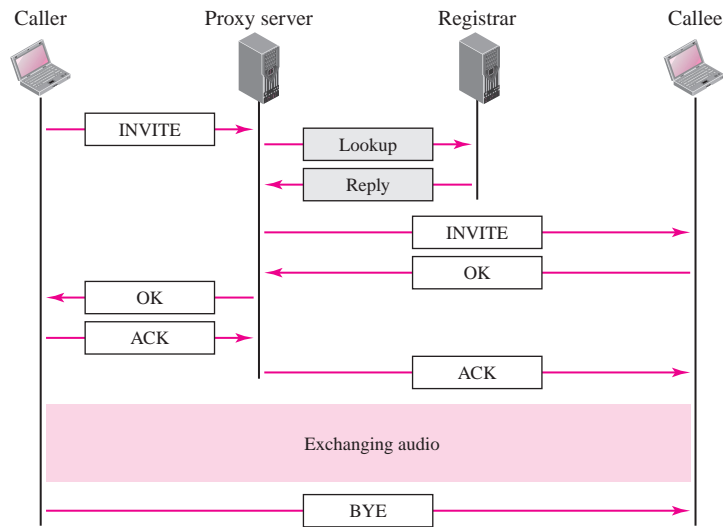 Caller
Proxy server
Registrar
Callee
INVITE
Lookup
Reply
INVITE
OK
OK
ACK
ACK
Exchanging audio
BYE